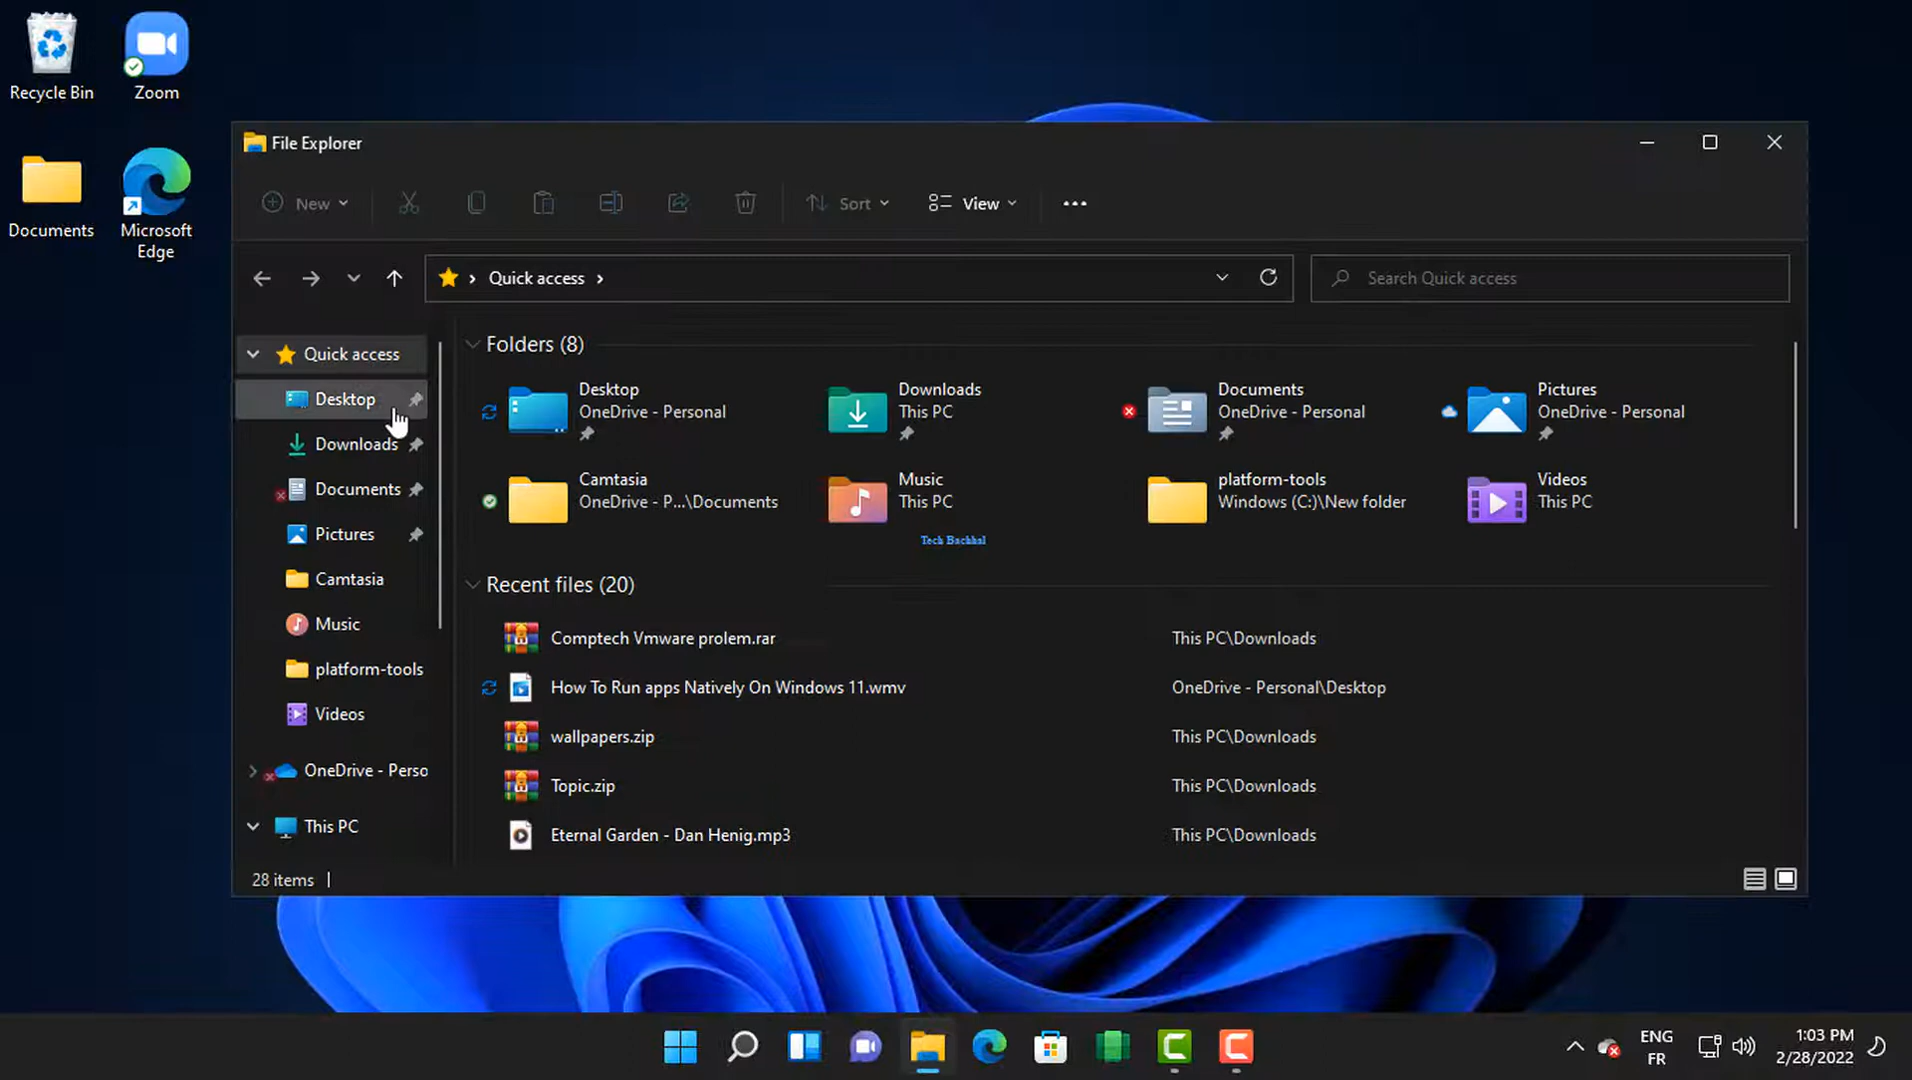 Recycle Bin
Zoom
Documents
Microsoft
Edge
File Explorer
New
Sort
View
Quick access
Search Quick access
Quick access
Desktop
Downloads
Documents
Pictures
Camtasia
Music
platform-tools
Videos
OneDrive - Perso
This PC
Folders (8)
Desktop
OneDrive - Personal
Downloads
This PC
Documents
OneDrive - Personal
Pictures
OneDrive - Personal
Camtasia
OneDrive - P...\Documents
Music
This PC
platform-tools
Windows (C:)\New folder
Videos
This PC
Tech Bachhal
Recent files (20)
Comptech Vmware prolem.rar
This PC\Downloads
How To Run apps Natively On Windows 11.wmv
OneDrive - Personal\Desktop
wallpapers.zip
This PC\Downloads
Topic.zip
This PC\Downloads
Eternal Garden - Dan Henig.mp3
This PC\Downloads
28 items
ENG
FR
1:03 PM
2/28/2022